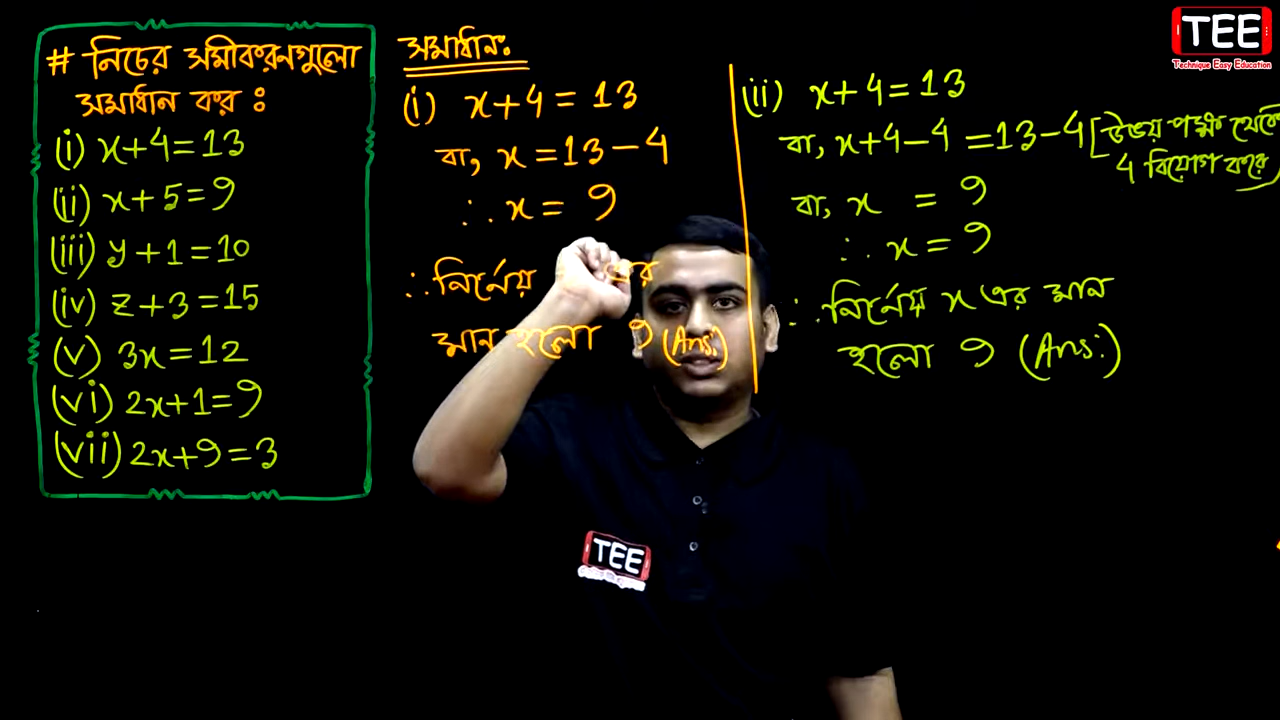 # নিচের সমীকরণগুলো
সমাধান কর :
(i) x+4=13
(ii) x+5=9
(iii) y+1=10
(iv) z+3=15
(v) 3x=12
(vi) 2x+1=9
(vii) 2x+9=3
সমাধান:
(i) x+4=13
বা, x=13-4
∴ x= 9
∴ নির্ণেয় এর
মান হলো 9 (Ans:)
(ii) x+4=13
বা, x+4-4 =13-4 [উভয় পক্ষ থেকে
4 বিয়োগ করে]
বা, x = 9
∴ x = 9
∴ নির্ণেয় x এর মান
হলো 9 (Ans:)
TEE
Technique Easy Education
TEE